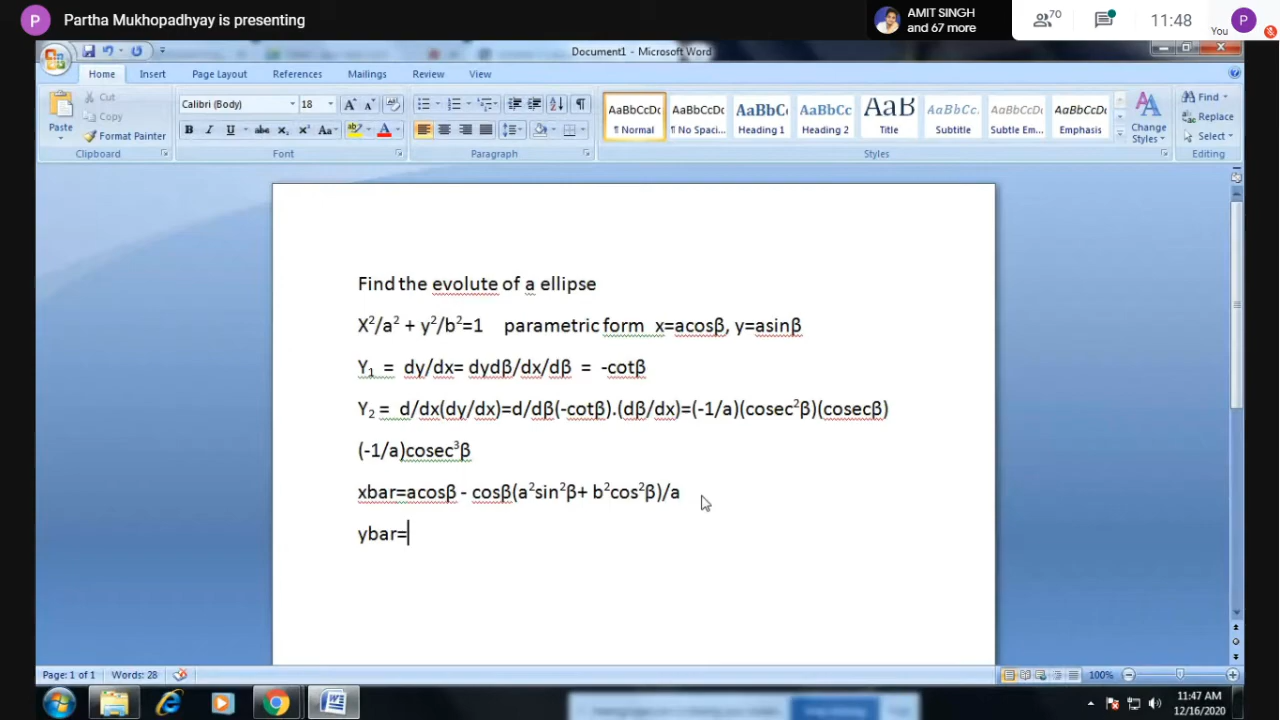 P Partha Mukhopadhyay is presenting
AMIT SINGH
and 67 more
70
11:48
You
P
Document1 - Microsoft Word
Home Insert Page Layout References Mailings Review View
Paste
Cut
Copy
Format Painter
Clipboard
Calibri (Body) 18
B I U abc x₂ x² Aa
Font
Paragraph
AaBbCcDc AaBbCcDc AaBbCc AaBbCc AaB AaBbCc AaBbCcDc AaBbCcDc
¶ Normal ¶ No Spaci... Heading 1 Heading 2 Title Subtitle Subtle Em... Emphasis
Change
Styles
Styles
Find
Replace
Select
Editing
Find the evolute of a ellipse
X²/a² + y²/b²=1 parametric form x=acosβ, y=asinβ
Y₁ = dy/dx= dydβ/dx/dβ = -cotβ
Y₂ = d/dx(dy/dx)=d/dβ(-cotβ).(dβ/dx)=(-1/a)(cosec²β)(cosecβ)
(-1/a)cosec³β
xbar=acosβ - cosβ(a²sin²β+ b²cos²β)/a
ybar=
Page: 1 of 1 Words: 28
100%
11:47 AM
12/16/2020